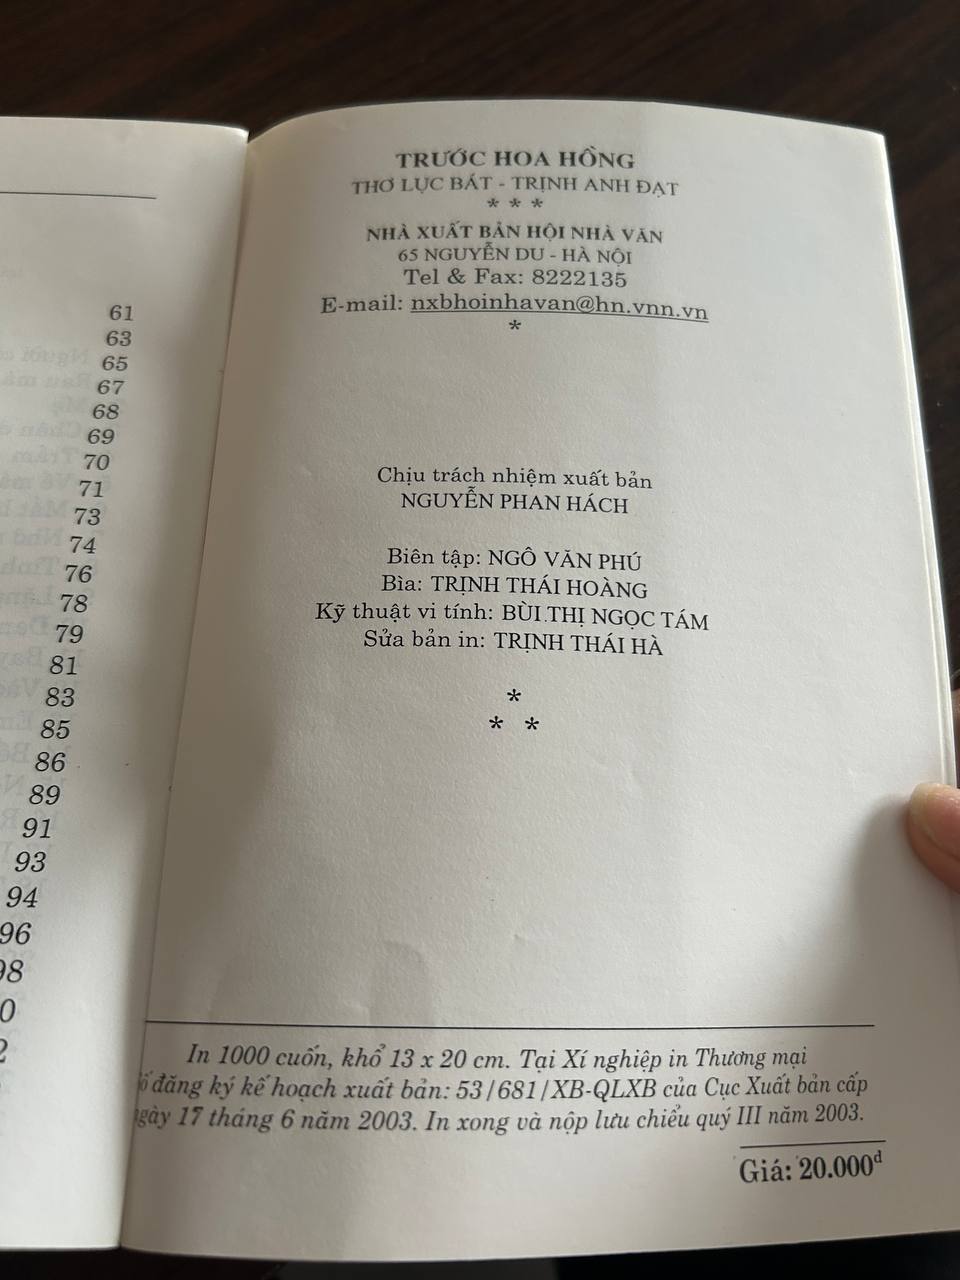 TRƯỚC HOA HỒNG
THƠ LỤC BÁT - TRỊNH ANH ĐẠT
* * *
NHÀ XUẤT BẢN HỘI NHÀ VĂN
65 NGUYỄN DU - HÀ NỘI
Tel & Fax: 8222135
E-mail: nxbhoinhavan@hn.vnn.vn
*
Chịu trách nhiệm xuất bản
NGUYỄN PHAN HÁCH
Biên tập: NGÔ VĂN PHÚ
Bìa: TRỊNH THÁI HOÀNG
Kỹ thuật vi tính: BÙI THỊ NGỌC TÁM
Sửa bản in: TRỊNH THÁI HÀ
*
* *
In 1000 cuốn, khổ 13 x 20 cm. Tại Xí nghiệp in Thương mại
đăng ký kế hoạch xuất bản: 53/681/XB-QLXB của Cục Xuất bản cấp
gày 17 tháng 6 năm 2003. In xong và nộp lưu chiểu quý III năm 2003.
Giá: 20.000đ
61
63
65
67
68
69
70
71
73
74
76
78
79
81
83
85
86
89
91
93
94
96
98
0
2